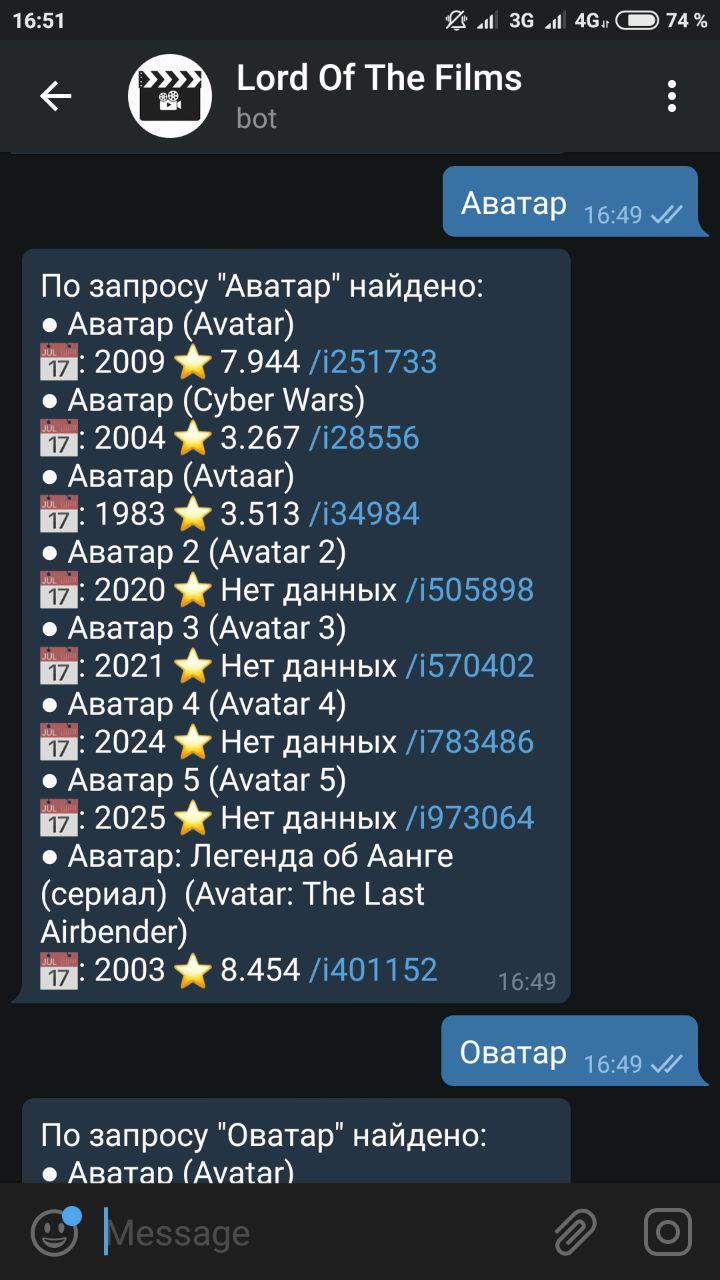 16:51 3G 4G 74 %
Lord Of The Films
bot
Аватар 16:49
По запросу "Аватар" найдено:
● Аватар (Avatar)
JUL 17: 2009 ⭐ 7.944 /i251733
● Аватар (Cyber Wars)
JUL 17: 2004 ⭐ 3.267 /i28556
● Аватар (Avtaar)
JUL 17: 1983 ⭐ 3.513 /i34984
● Аватар 2 (Avatar 2)
JUL 17: 2020 ⭐ Нет данных /i505898
● Аватар 3 (Avatar 3)
JUL 17: 2021 ⭐ Нет данных /i570402
● Аватар 4 (Avatar 4)
JUL 17: 2024 ⭐ Нет данных /i783486
● Аватар 5 (Avatar 5)
JUL 17: 2025 ⭐ Нет данных /i973064
● Аватар: Легенда об Аанге
(сериал) (Avatar: The Last
Airbender)
JUL 17: 2003 ⭐ 8.454 /i401152
16:49
Оватар 16:49
По запросу "Оватар" найдено:
● Аватар (Avatar)
Message